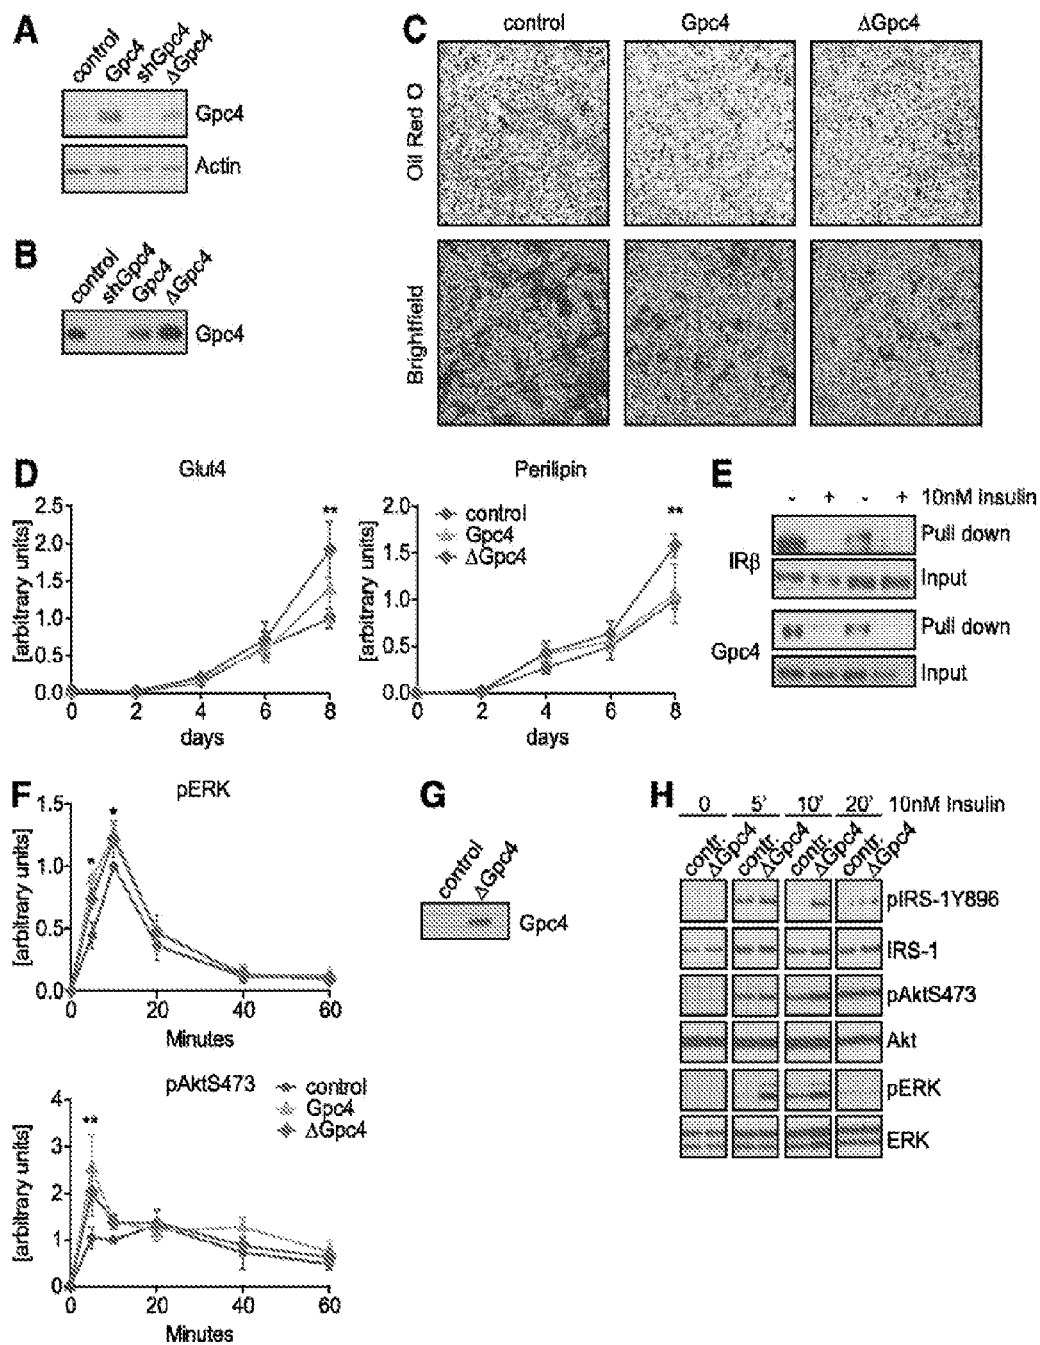 A
control
Gpc4
shGpc4
ΔGpc4
Gpc4
Actin
B
control
shGpc4
Gpc4
ΔGpc4
Gpc4
C
control
Gpc4
ΔGpc4
Oil Red O
Brightfield
D
Glut4
[arbitrary units]
2.5
2.0
1.5
1.0
0.5
0.0
**
0 2 4 6 8
days
Perilipin
[arbitrary units]
2.0
1.5
1.0
0.5
0.0
control
Gpc4
ΔGpc4
**
0 2 4 6 8
days
E
- + - + 10nM Insulin
IRβ
Pull down
Input
Gpc4
Pull down
Input
F
pERK
[arbitrary units]
1.5
1.0
0.5
0.0
*
*
0 20 40 60
Minutes
pAktS473
[arbitrary units]
4
3
2
1
0
**
control
Gpc4
ΔGpc4
0 20 40 60
Minutes
G
control
ΔGpc4
Gpc4
H
0 5' 10' 20' 10nM Insulin
contr. ΔGpc4 contr. ΔGpc4 contr. ΔGpc4 contr. ΔGpc4
pIRS-1Y896
IRS-1
pAktS473
Akt
pERK
ERK